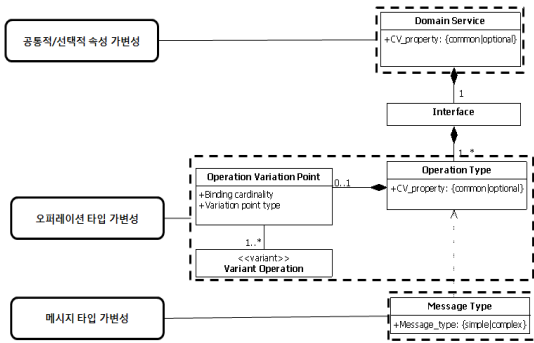 공통적/선택적 속성 가변성
Domain Service
+CV_property: {common|optional}
1
Interface
1..*
Operation Variation Point
+Binding cardinality
+Variation point type
0..1
Operation Type
+CV_property: {common|optional}
오퍼레이션 타입 가변성
1..*
<<variant>>
Variant Operation
메시지 타입 가변성
Message Type
+Message_type: {simple|complex}